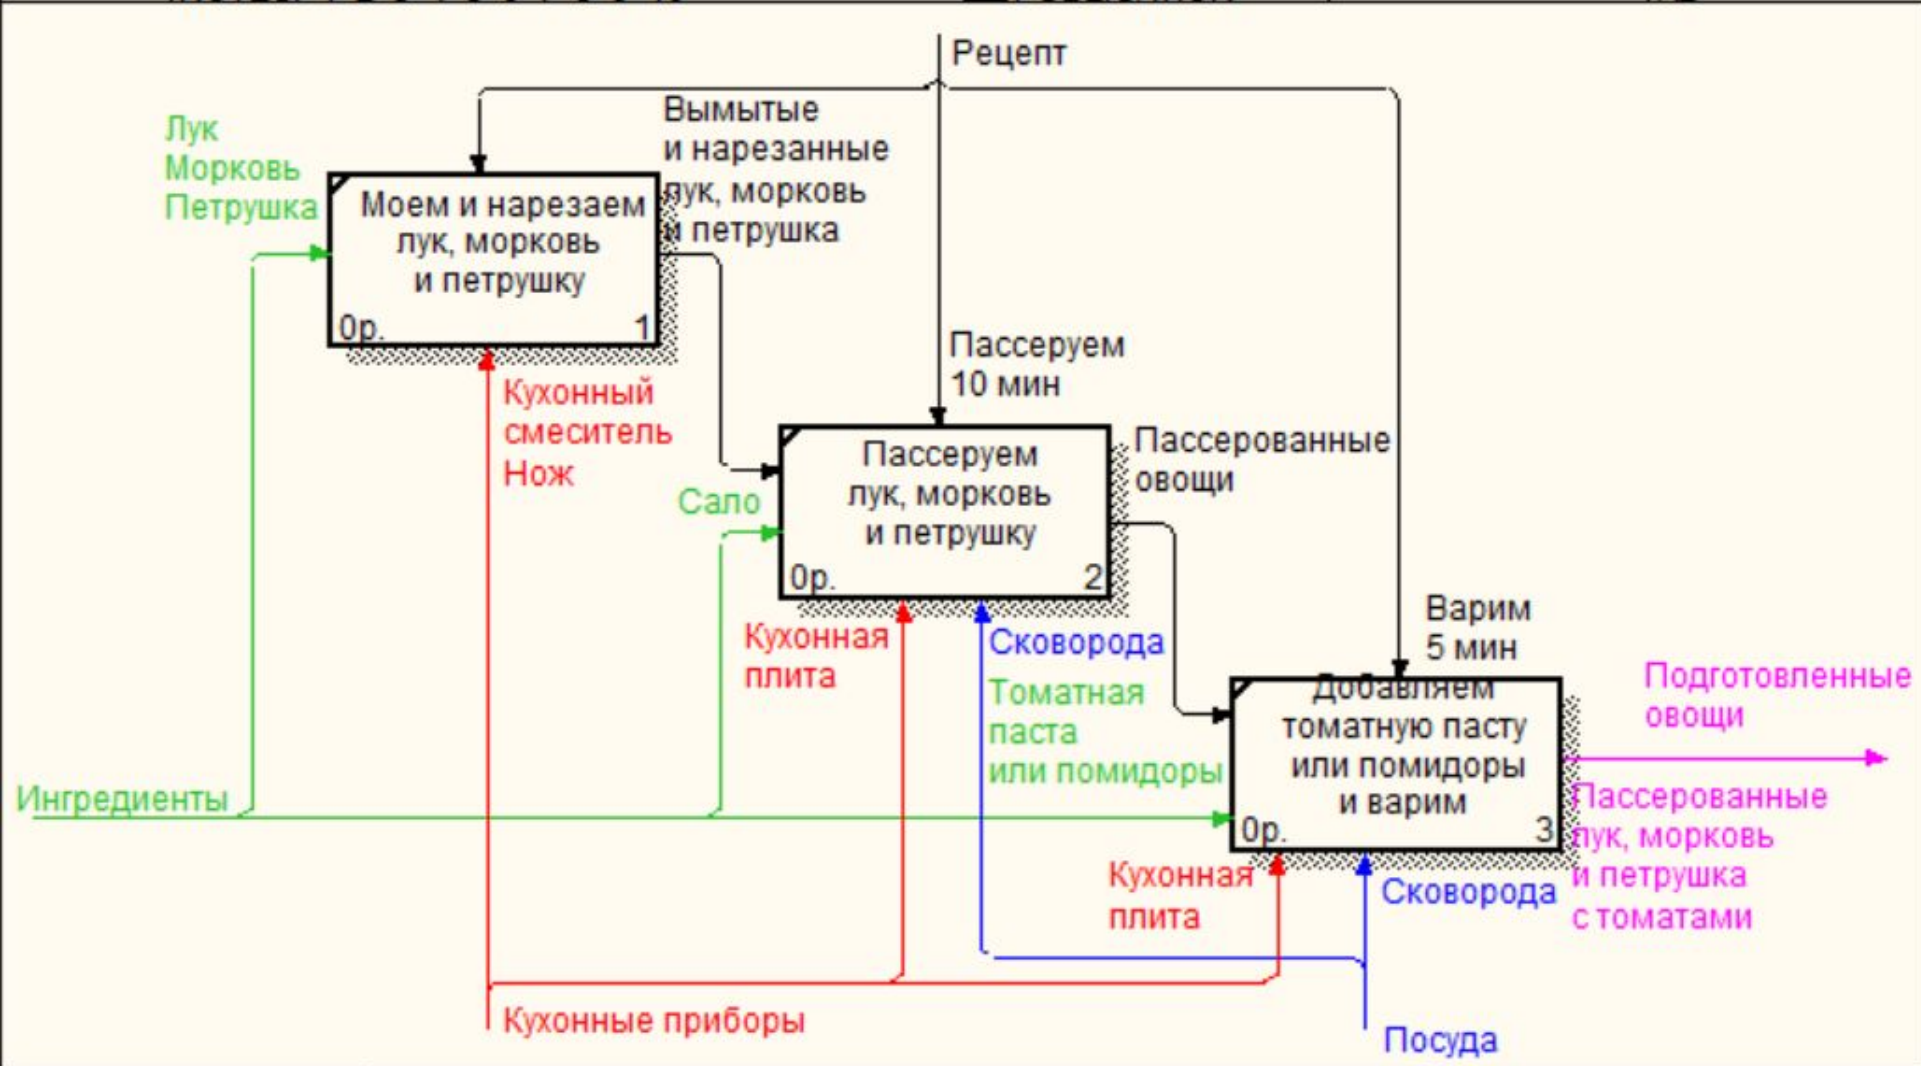 Рецепт
Лук
Морковь
Петрушка
Вымытые
и нарезанные
лук, морковь
и петрушка
Моем и нарезаем
лук, морковь
и петрушку
0р.
1
Кухонный
смеситель
Нож
Пассеруем
10 мин
Пассеруем
лук, морковь
и петрушку
0р.
2
Пассерованные
овощи
Сало
Кухонная
плита
Сковорода
Томатная
паста
или помидоры
Варим
5 мин
Добавляем
томатную пасту
или помидоры
и варим
0р.
3
Подготовленные
овощи
Пассерованные
лук, морковь
и петрушка
с томатами
Ингредиенты
Кухонная
плита
Сковорода
Кухонные приборы
Посуда